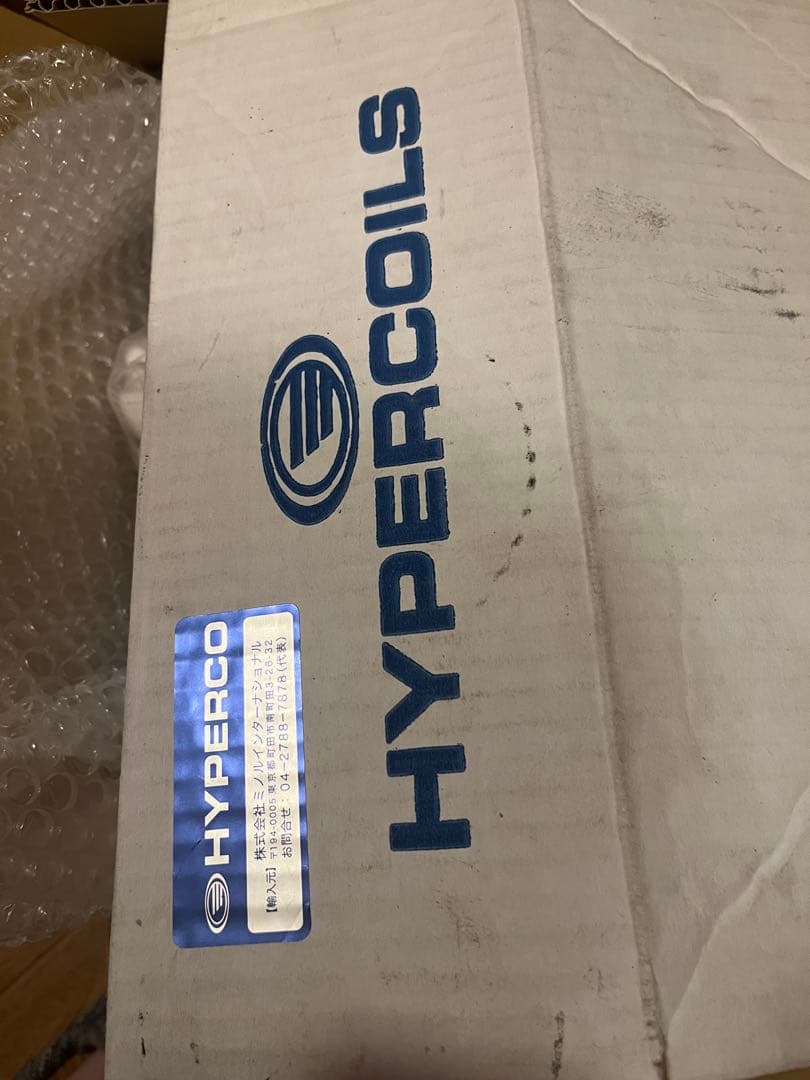 HYPERCOILS
HYPERCO
【輸入元】株式会社ミノルインターナショナル
〒194-0005 東京都町田市南町田3-26-32
お問合せ：04-2788-7878(代表)